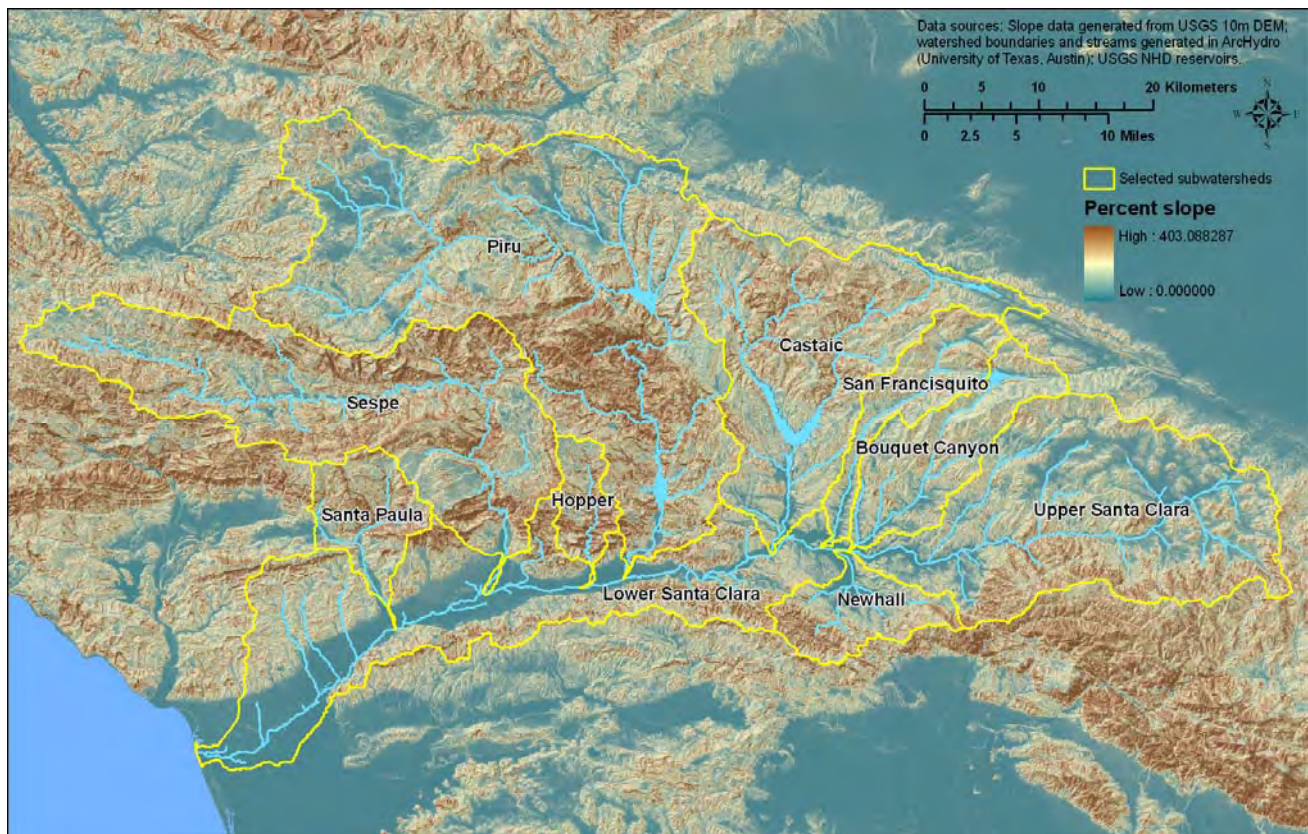 Data sources: Slope data generated from USGS 10m DEM;
watershed boundaries and streams generated in ArcHydro
(University of Texas, Austin); USGS NHD reservoirs.
0 5 10 20 Kilometers
0 2.5 5 10 Miles
N
W E
S
Selected subwatersheds
Percent slope
High : 403.088287
Low : 0.000000
Piru
Castaic
San Francisquito
Sespe
Bouquet Canyon
Hopper
Santa Paula
Upper Santa Clara
Lower Santa Clara
Newhall